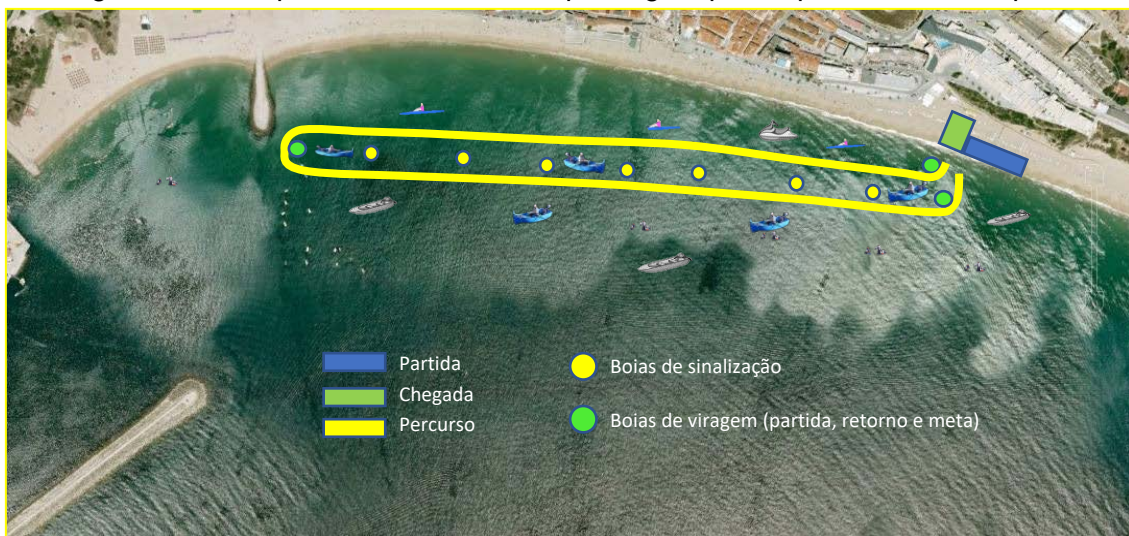 Partida
Chegada
Percurso
Boias de sinalização
Boias de viragem (partida, retorno e meta)